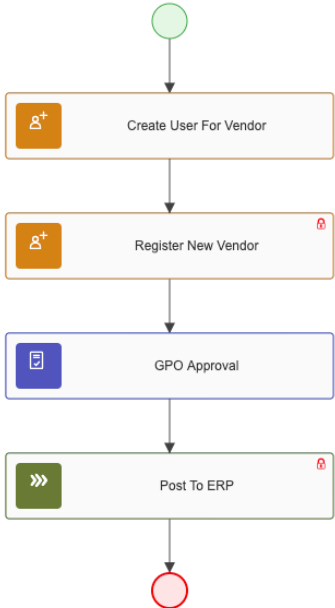 Create User For Vendor
Register New Vendor
GPO Approval
Post To ERP